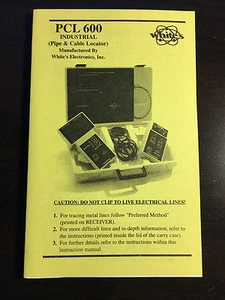 PCL 600
INDUSTRIAL
(Pipe & Cable Locator)
Manufactured By
White's Electronics, Inc.
White's
CAUTION: DO NOT CLIP TO LIVE ELECTRICAL LINES!
1. For tracing metal lines follow "Preferred Method"
(printed on RECEIVER).
2. For more difficult lines and in-depth information, refer to
the instructions (printed inside the lid of the carry case).
3. For further details refer to the instructions within this
instruction manual.